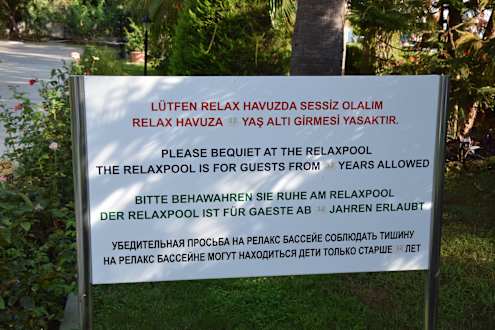 LÜTFEN RELAX HAVUZDA SESSİZ OLALIM
RELAX HAVUZA YAŞ ALTI GİRMESİ YASAKTIR.
PLEASE BEQUIET AT THE RELAXPOOL
THE RELAXPOOL IS FOR GUESTS FROM YEARS ALLOWED
BITTE BEHAWAHREN SIE RUHE AM RELAXPOOL
DER RELAXPOOL IST FÜR GAESTE AB JAHREN ERLAUBT
УБЕДИТЕЛЬНАЯ ПРОСЬБА НА РЕЛАКС БАССЕЙЕ СОБЛЮДАТЬ ТИШИНУ
НА РЕЛАКС БАССЕЙНЕ МОГУТ НАХОДИТЬСЯ ДЕТИ ТОЛЬКО СТАРШЕ ЛЕТ